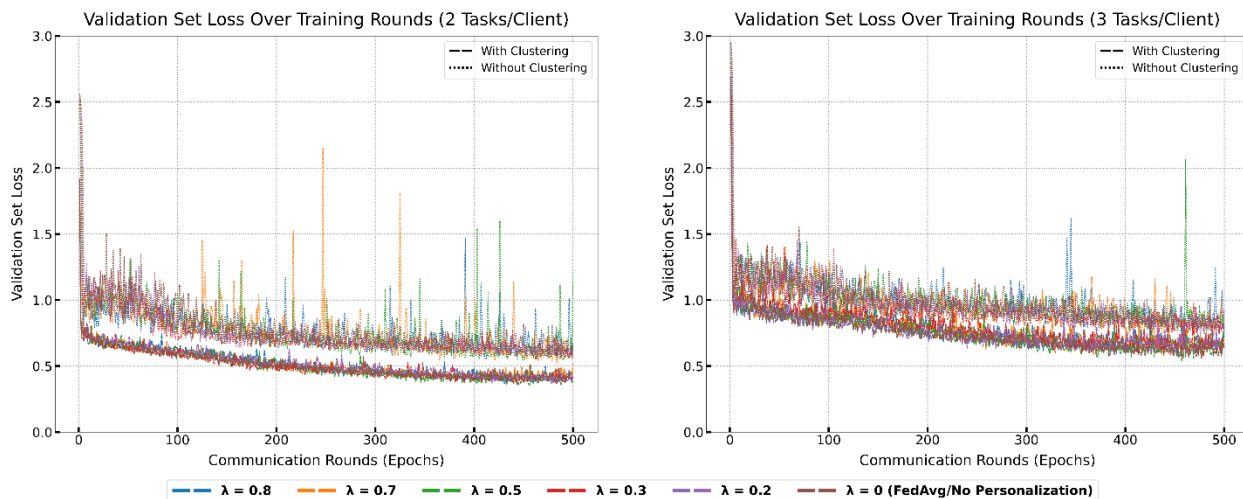 Validation Set Loss Over Training Rounds (2 Tasks/Client)
With Clustering
Without Clustering
Validation Set Loss
3.0
2.5
2.0
1.5
1.0
0.5
0.0
0 100 200 300 400 500
Communication Rounds (Epochs)
Validation Set Loss Over Training Rounds (3 Tasks/Client)
With Clustering
Without Clustering
Validation Set Loss
3.0
2.5
2.0
1.5
1.0
0.5
0.0
0 100 200 300 400 500
Communication Rounds (Epochs)
λ = 0.8 λ = 0.7 λ = 0.5 λ = 0.3 λ = 0.2 λ = 0 (FedAvg/No Personalization)